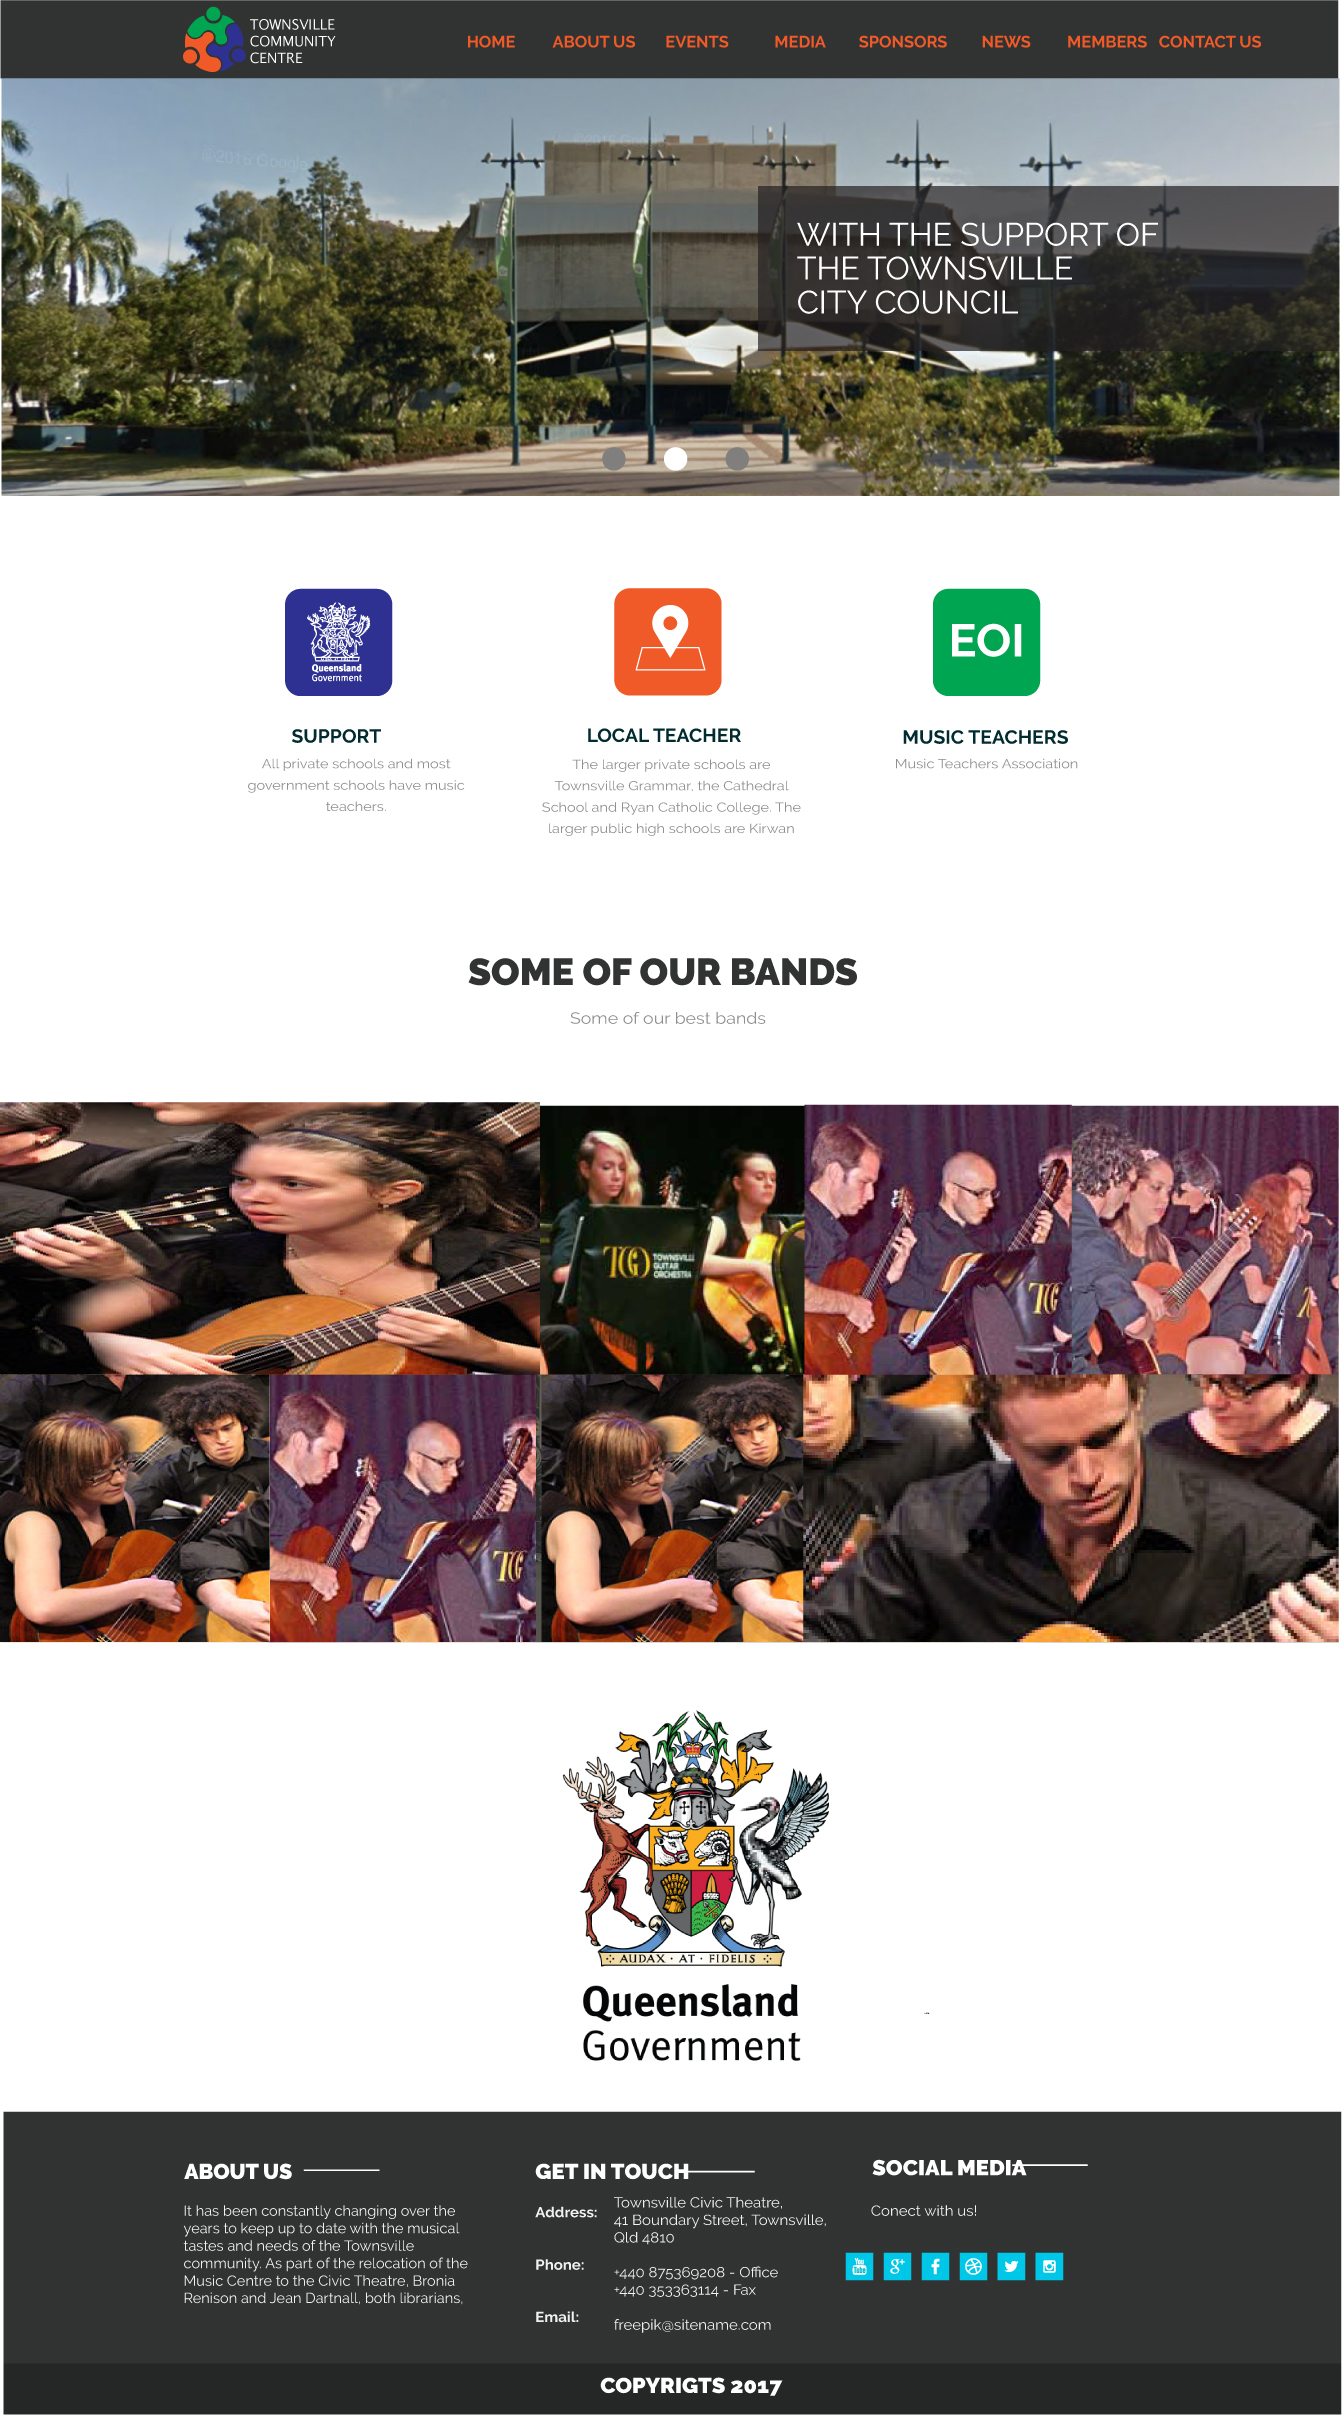 TOWNSVILLE
COMMUNITY
CENTRE
HOME ABOUT US EVENTS MEDIA SPONSORS NEWS MEMBERS CONTACT US
Google
WITH THE SUPPORT OF
THE TOWNSVILLE
CITY COUNCIL
Queensland
Government
EOI
SUPPORT
All private schools and most
government schools have music
teachers.
LOCAL TEACHER
The larger private schools are
Townsville Grammar, the Cathedral
School and Ryan Catholic College. The
larger public high schools are Kirwan
MUSIC TEACHERS
Music Teachers Association
SOME OF OUR BANDS
Some of our best bands
TGO TOWNSVILLE
GUITAR
ORCHESTRA
TG
TG
AUDAX · AT · FIDELIS
Queensland
Government
ABOUT US
It has been constantly changing over the
years to keep up to date with the musical
tastes and needs of the Townsville
community. As part of the relocation of the
Music Centre to the Civic Theatre, Bronia
Renison and Jean Dartnall, both librarians,
GET IN TOUCH
Address: Townsville Civic Theatre,
41 Boundary Street, Townsville,
Qld 4810
Phone: +440 875369208 - Office
+440 353363114 - Fax
Email: freepik@sitename.com
SOCIAL MEDIA
Conect with us!
You Tube g+ f
COPYRIGTS 2017